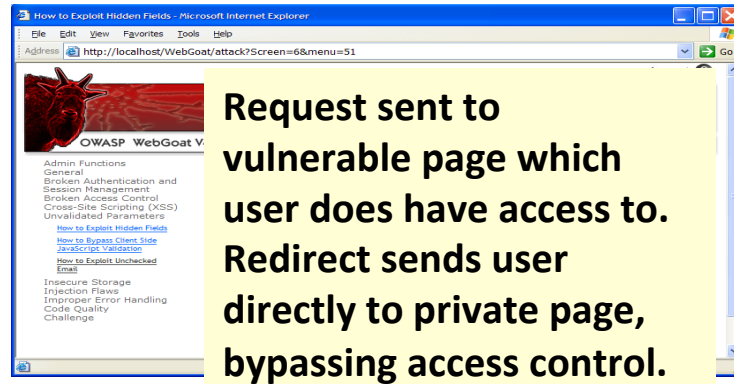 How to Exploit Hidden Fields - Microsoft Internet Explorer
File Edit View Favorites Tools Help
Address http://localhost/WebGoat/attack?Screen=6&menu=51 Go
OWASP WebGoat V
Admin Functions
General
Broken Authentication and
Session Management
Broken Access Control
Cross-Site Scripting (XSS)
Unvalidated Parameters
How to Exploit Hidden Fields
How to Bypass Client Side
JavaScript Validation
How to Exploit Unchecked
Email
Insecure Storage
Injection Flaws
Improper Error Handling
Code Quality
Challenge
Request sent to
vulnerable page which
user does have access to.
Redirect sends user
directly to private page,
bypassing access control.